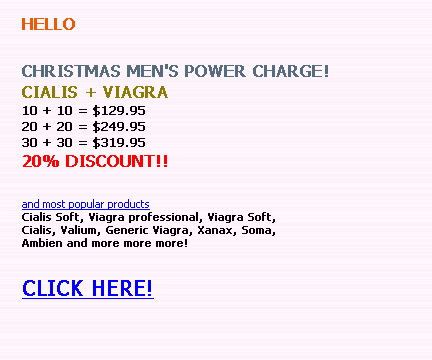 HELLO
CHRISTMAS MEN'S POWER CHARGE!
CIALIS + VIAGRA
10 + 10 = $129.95
20 + 20 = $249.95
30 + 30 = $319.95
20% DISCOUNT!!
and most popular products
Cialis Soft, Viagra professional, Viagra Soft,
Cialis, Valium, Generic Viagra, Xanax, Soma,
Ambien and more more more!
CLICK HERE!